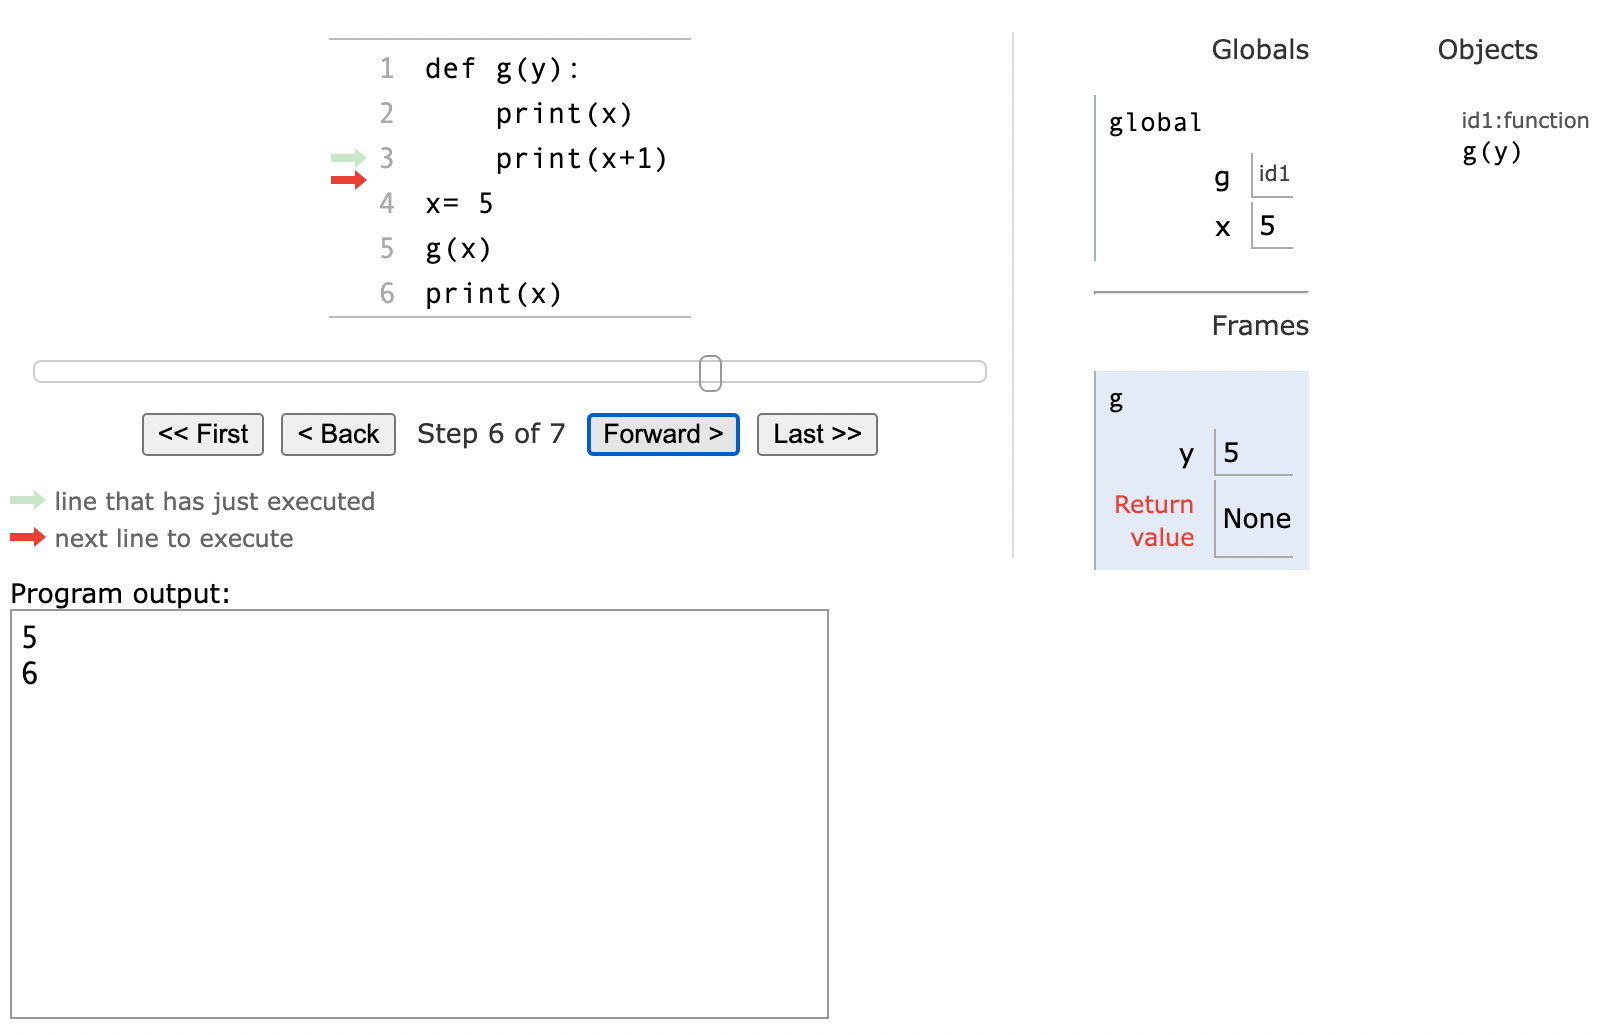 1 def g(y):
2     print(x)
3     print(x+1)
4 x= 5
5 g(x)
6 print(x)
<< First < Back Step 6 of 7 Forward > Last >>
line that has just executed
next line to execute
Program output:
5
6
Globals
global
g id1
x 5
Frames
g
y 5
Return
value None
Objects
id1:function
g(y)